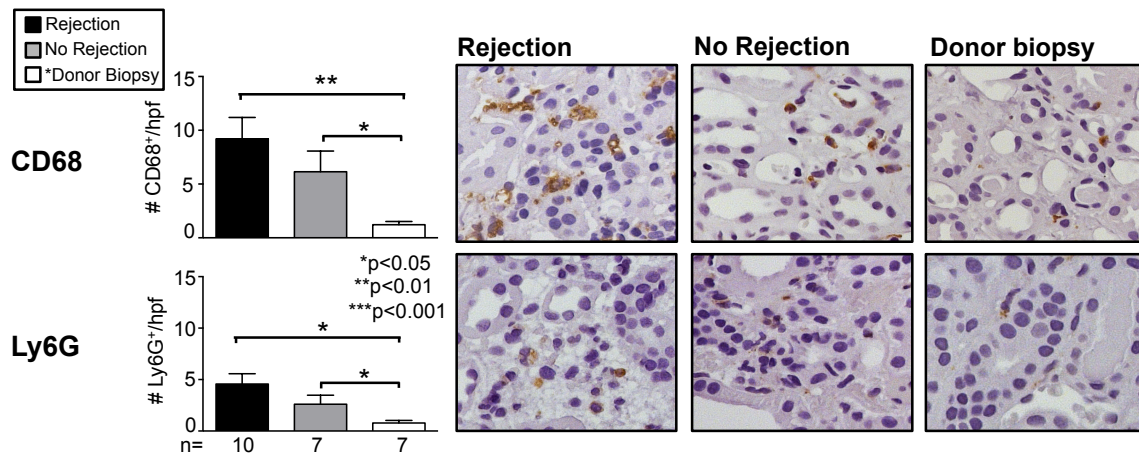 Rejection
No Rejection
*Donor Biopsy
Rejection
No Rejection
Donor biopsy
CD68
# CD68⁺/hpf
15
10
5
0
**
*
*p<0.05
**p<0.01
***p<0.001
Ly6G
# Ly6G⁺/hpf
15
10
5
0
*
*
n= 10 7 7